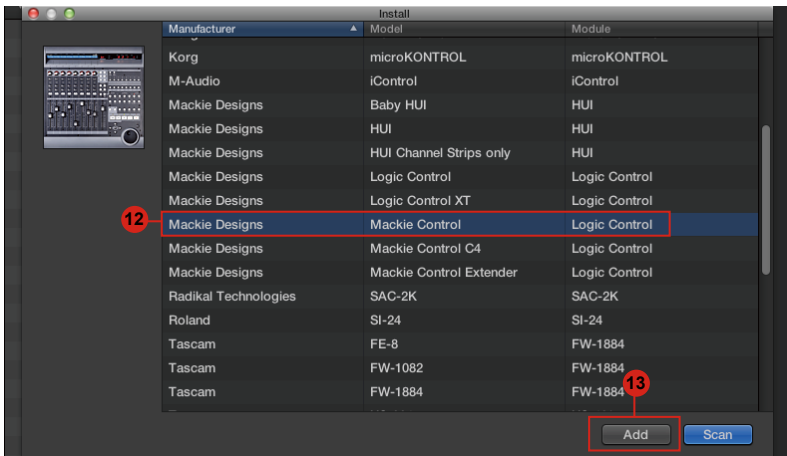 Install
Manufacturer Model Module
Korg microKONTROL microKONTROL
M-Audio iControl iControl
Mackie Designs Baby HUI HUI
Mackie Designs HUI HUI
Mackie Designs HUI Channel Strips only HUI
Mackie Designs Logic Control Logic Control
Mackie Designs Logic Control XT Logic Control
12 Mackie Designs Mackie Control Logic Control
Mackie Designs Mackie Control C4 Logic Control
Mackie Designs Mackie Control Extender Logic Control
Radikal Technologies SAC-2K SAC-2K
Roland SI-24 SI-24
Tascam FE-8 FW-1884
Tascam FW-1082 FW-1884
Tascam FW-1884 FW-1884
13
Add Scan